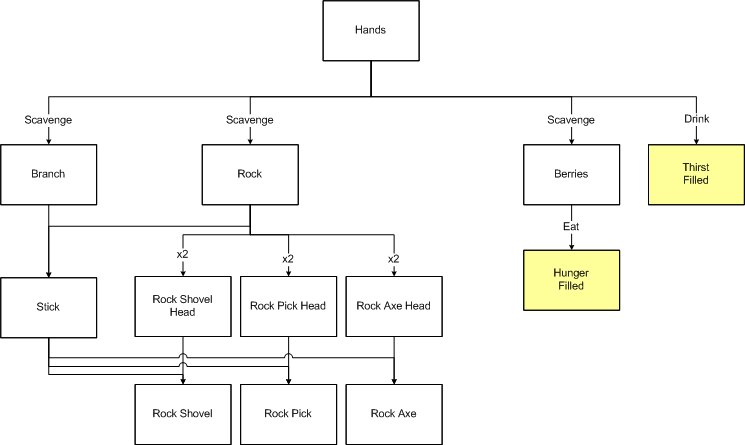 Hands
Scavenge
Scavenge
Scavenge
Drink
Branch
Rock
Berries
Thirst
Filled
Eat
x2
x2
x2
Stick
Rock Shovel
Head
Rock Pick Head
Rock Axe Head
Hunger
Filled
Rock Shovel
Rock Pick
Rock Axe